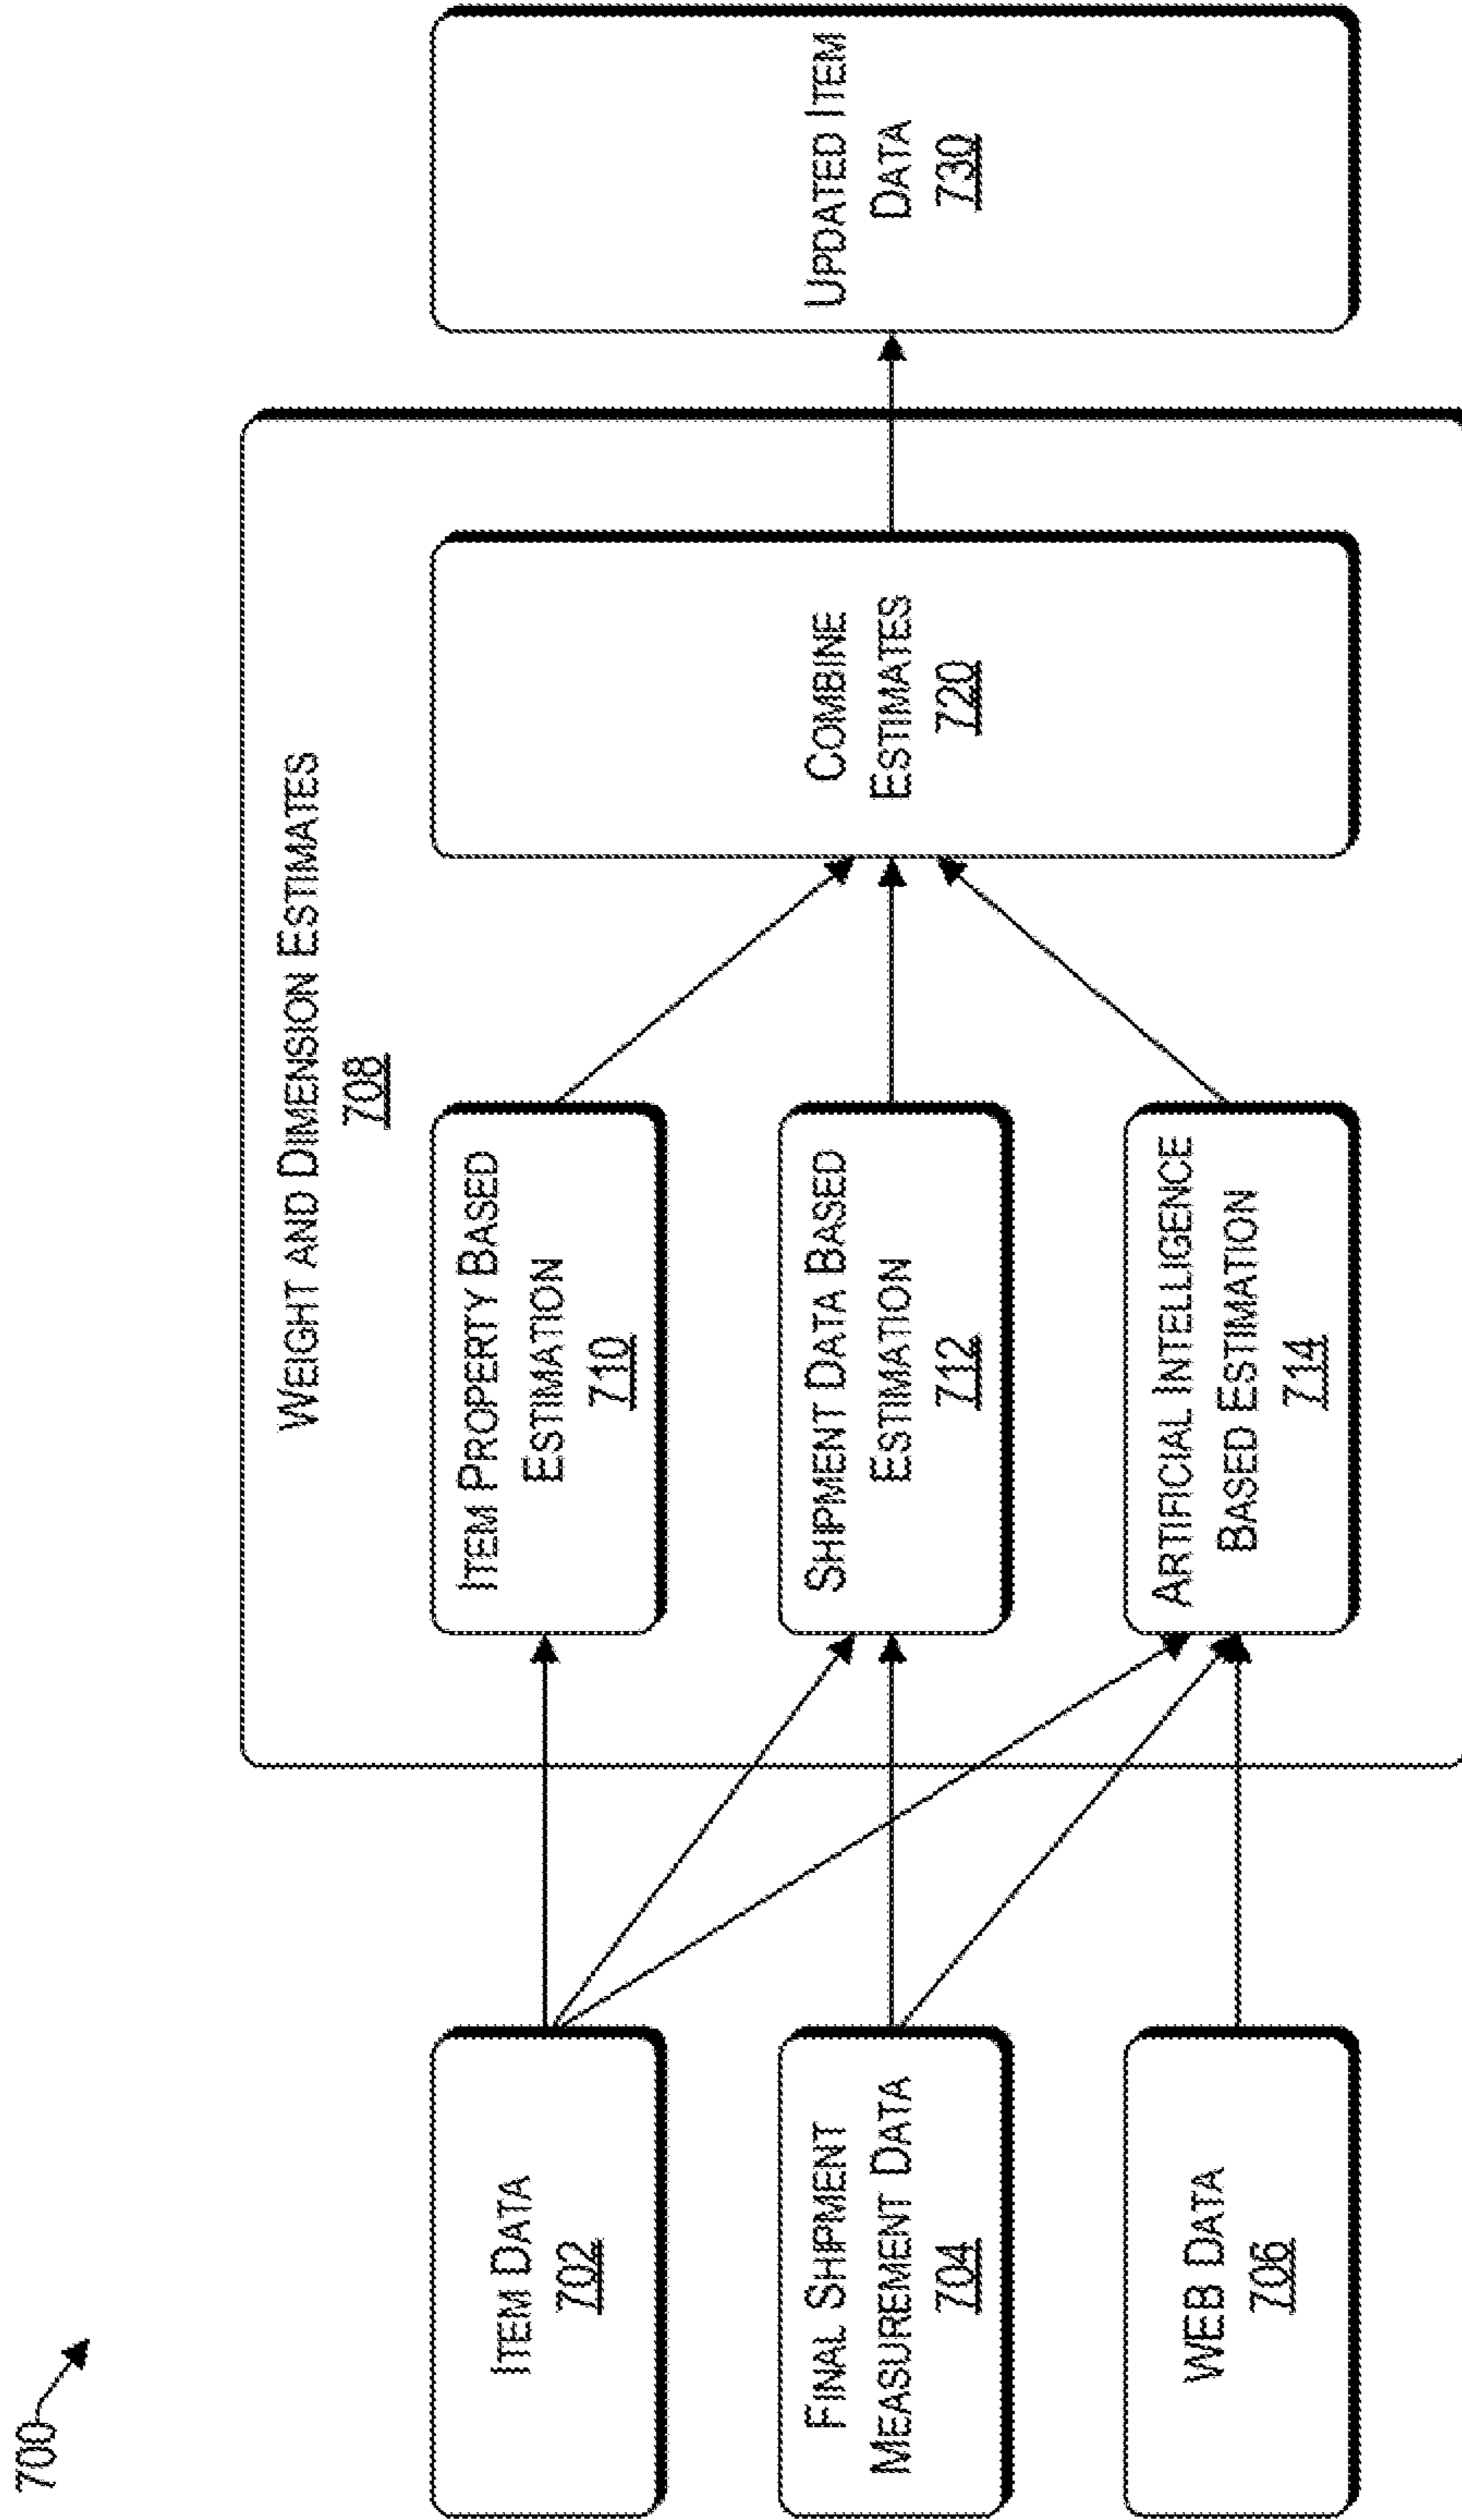 700
ITEM DATA
702
FINAL SHIPMENT
MEASUREMENT DATA
704
WEB DATA
706
WEIGHT AND DIMENSION ESTIMATES
708
ITEM PROPERTY BASED
ESTIMATION
710
SHIPMENT DATA BASED
ESTIMATION
712
ARTIFICIAL INTELLIGENCE
BASED ESTIMATION
714
COMBINE
ESTIMATES
720
UPDATED ITEM
DATA
730